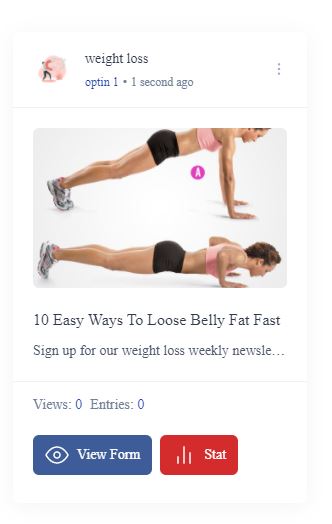 weight loss
optin 1 • 1 second ago
A
10 Easy Ways To Loose Belly Fat Fast
Sign up for our weight loss weekly newsle...
Views: 0 Entries: 0
View Form
Stat